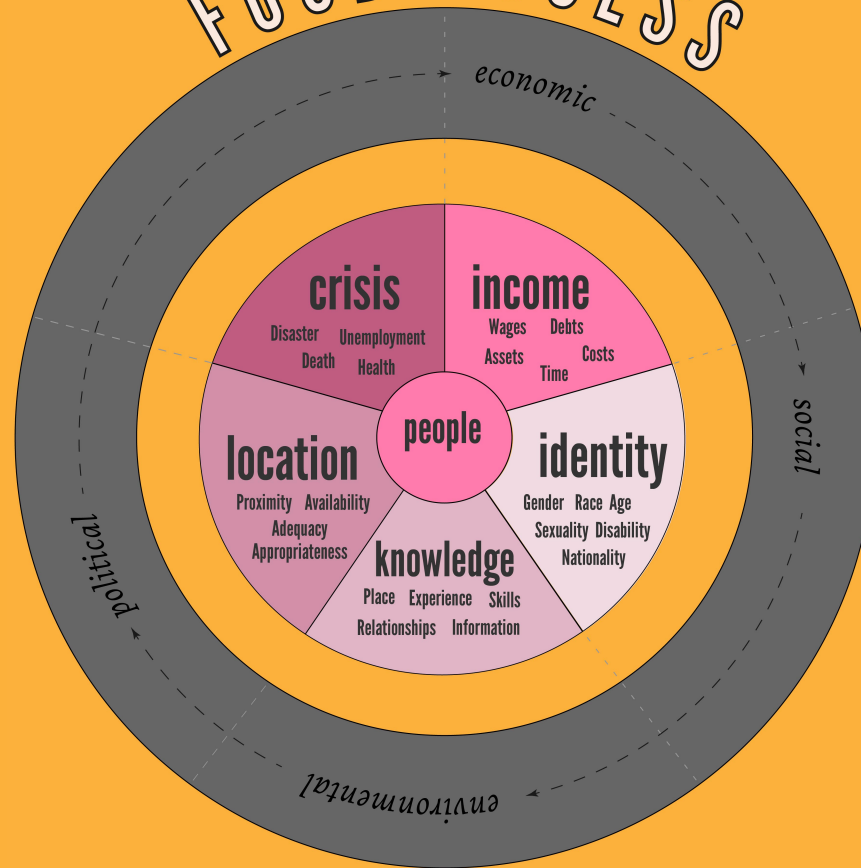 economic
social
environmental
political
crisis
Disaster Unemployment
Death Health
income
Wages Debts
Assets Costs
Time
people
location
Proximity Availability
Adequacy
Appropriateness
identity
Gender Race Age
Sexuality Disability
Nationality
knowledge
Place Experience Skills
Relationships Information